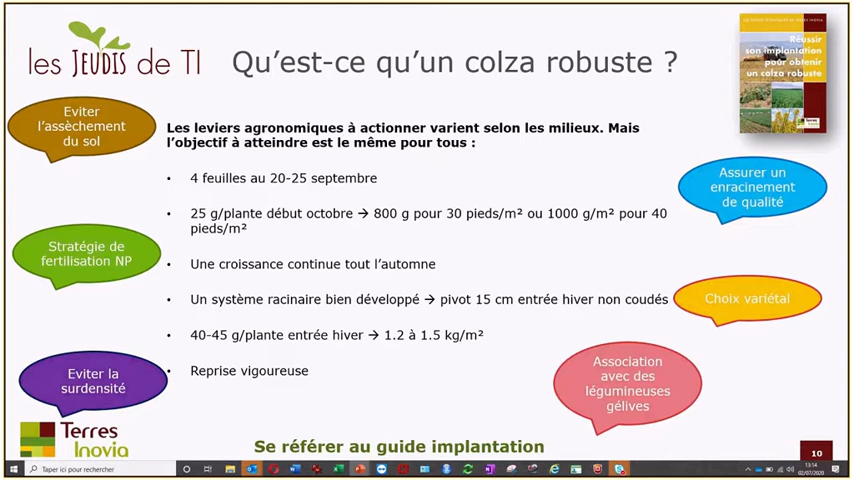 les JEUDIS de TI
Qu’est-ce qu’un colza robuste ?
Réussir
son implantation
pour obtenir
un colza robuste
Terres
Inovia
Eviter
l’assèchement
du sol
Les leviers agronomiques à actionner varient selon les milieux. Mais
l’objectif à atteindre est le même pour tous :
• 4 feuilles au 20-25 septembre
Assurer un
enracinement
de qualité
• 25 g/plante début octobre → 800 g pour 30 pieds/m² ou 1000 g/m² pour 40
pieds/m²
Stratégie de
fertilisation NP
• Une croissance continue tout l’automne
• Un système racinaire bien développé → pivot 15 cm entrée hiver non coudés
Choix variétal
• 40-45 g/plante entrée hiver → 1.2 à 1.5 kg/m²
Eviter la
surdensité
• Reprise vigoureuse
Association
avec des
légumineuses
gélives
Terres
Inovia
Se référer au guide implantation
10
Taper ici pour rechercher
13:14
02/07/2020